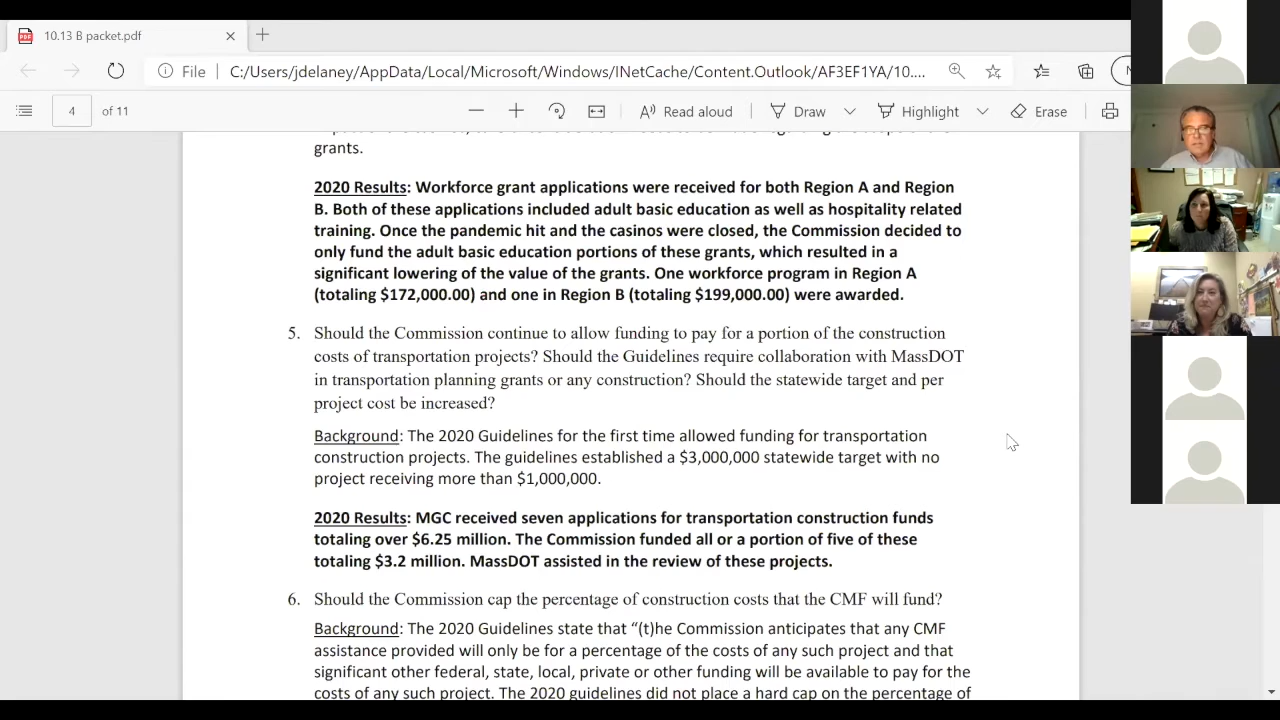 10.13 B packet.pdf
File C:/Users/jdelaney/AppData/Local/Microsoft/Windows/INetCache/Content.Outlook/AF3EF1YA/10....
4 of 11 Read aloud Draw Highlight Erase
grants.
2020 Results: Workforce grant applications were received for both Region A and Region
B. Both of these applications included adult basic education as well as hospitality related
training. Once the pandemic hit and the casinos were closed, the Commission decided to
only fund the adult basic education portions of these grants, which resulted in a
significant lowering of the value of the grants. One workforce program in Region A
(totaling $172,000.00) and one in Region B (totaling $199,000.00) were awarded.
5. Should the Commission continue to allow funding to pay for a portion of the construction
costs of transportation projects? Should the Guidelines require collaboration with MassDOT
in transportation planning grants or any construction? Should the statewide target and per
project cost be increased?
Background: The 2020 Guidelines for the first time allowed funding for transportation
construction projects. The guidelines established a $3,000,000 statewide target with no
project receiving more than $1,000,000.
2020 Results: MGC received seven applications for transportation construction funds
totaling over $6.25 million. The Commission funded all or a portion of five of these
totaling $3.2 million. MassDOT assisted in the review of these projects.
6. Should the Commission cap the percentage of construction costs that the CMF will fund?
Background: The 2020 Guidelines state that “(t)he Commission anticipates that any CMF
assistance provided will only be for a percentage of the costs of any such project and that
significant other federal, state, local, private or other funding will be available to pay for the
costs of any such project. The 2020 guidelines did not place a hard cap on the percentage of